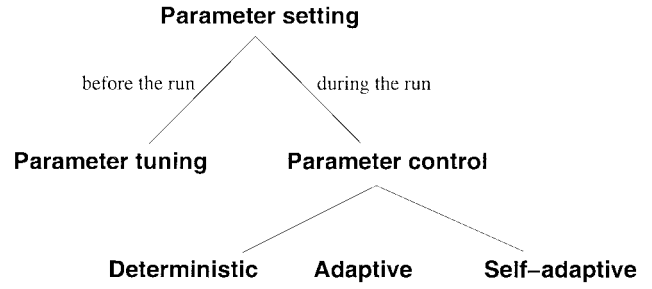 Parameter setting
before the run
during the run
Parameter tuning
Parameter control
Deterministic
Adaptive
Self-adaptive